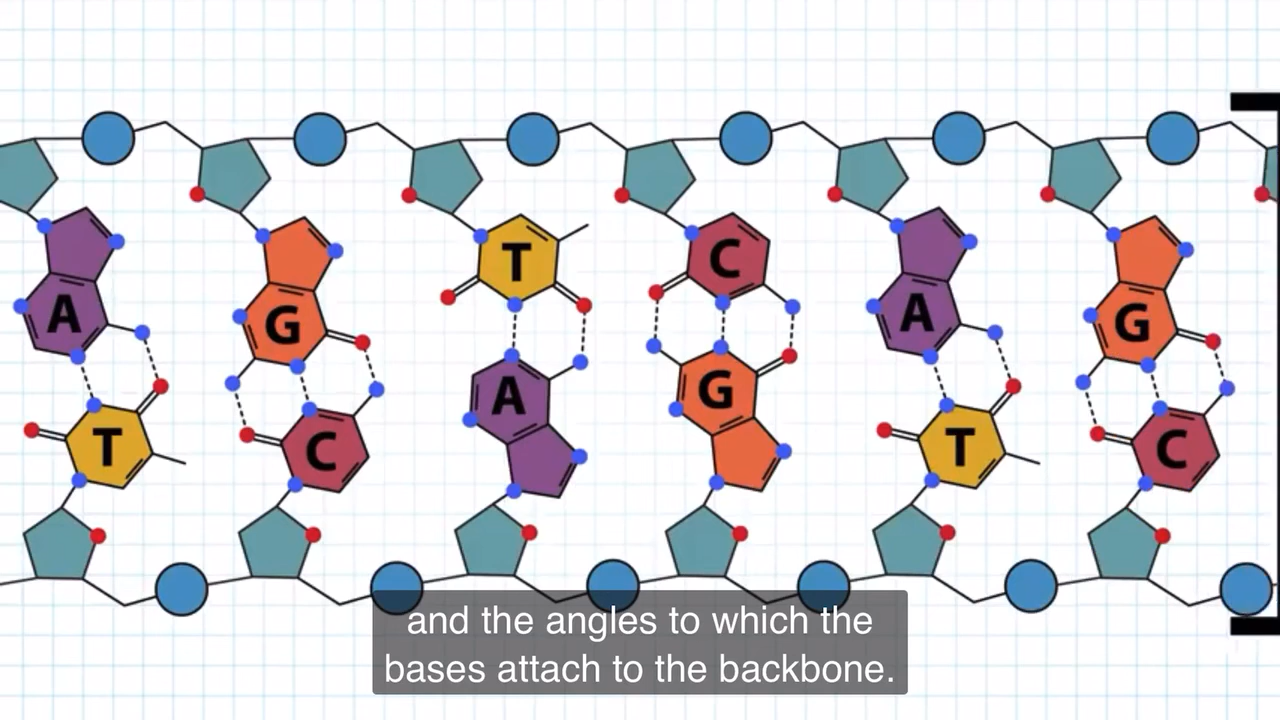 A G T C A G
T C A G T C
and the angles to which the
bases attach to the backbone.